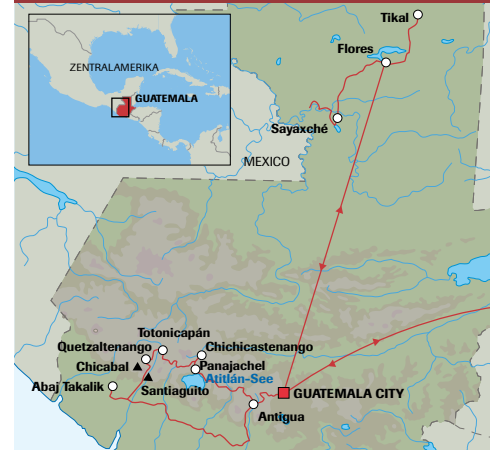 Tikal
Flores
ZENTRALAMERIKA
GUATEMALA
Sayaxché
MEXICO
Totonicapán
Quetzaltenango
Chichicastenango
Chicabal
Panajachel
Atitlán-See
Abaj Takalik
Santiaguito
GUATEMALA CITY
Antigua